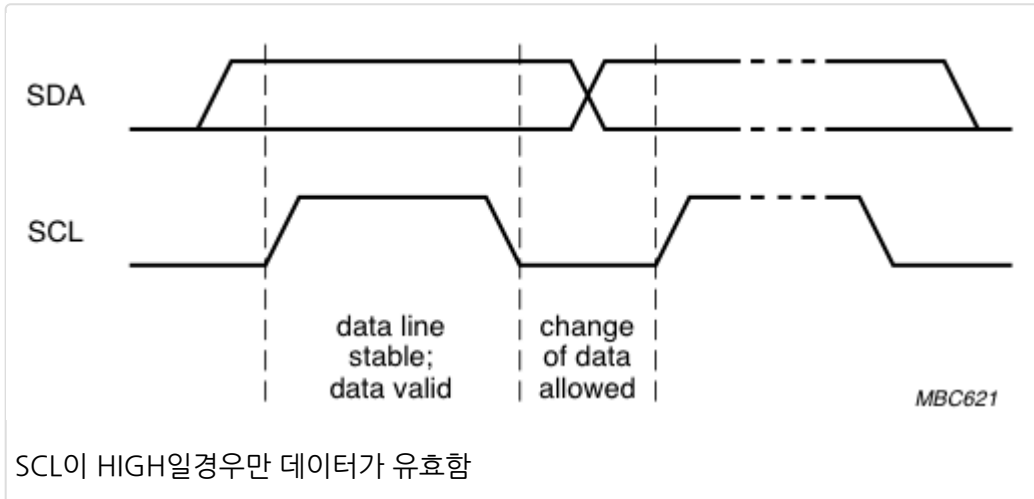 SDA
SCL
data line
stable;
data valid
change
of data
allowed
MBC621
SCL이 HIGH일경우만 데이터가 유효함